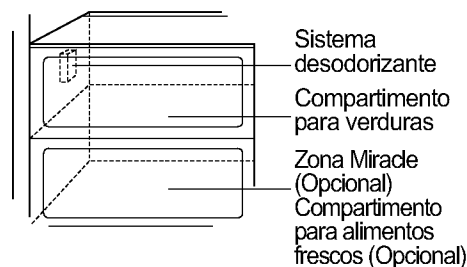 Sistema
desodorizante
Compartimento
para verduras
Zona Miracle
(Opcional)
Compartimento
para alimentos
frescos (Opcional)